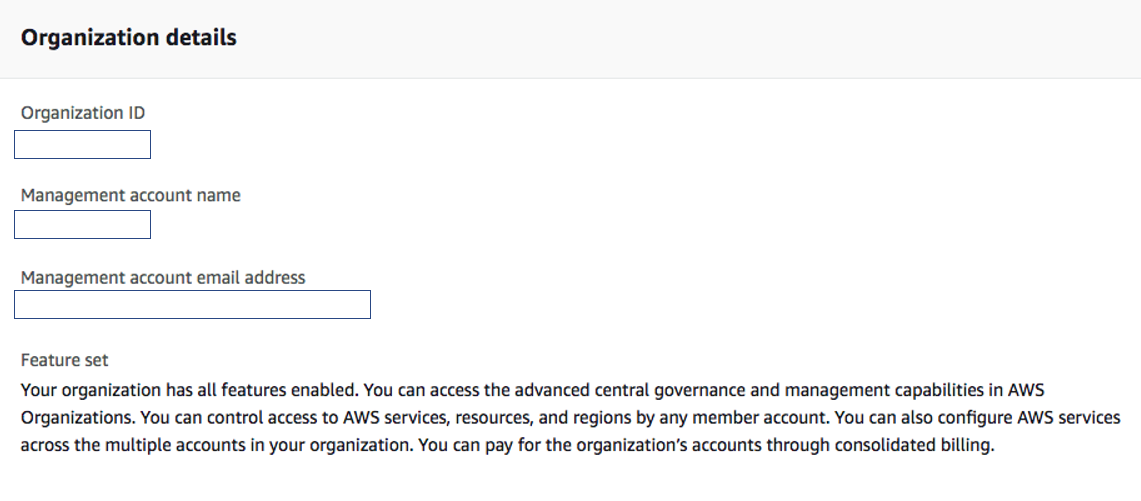 Organization details
Organization ID
Management account name
Management account email address
Feature set
Your organization has all features enabled. You can access the advanced central governance and management capabilities in AWS
Organizations. You can control access to AWS services, resources, and regions by any member account. You can also configure AWS services
across the multiple accounts in your organization. You can pay for the organization’s accounts through consolidated billing.